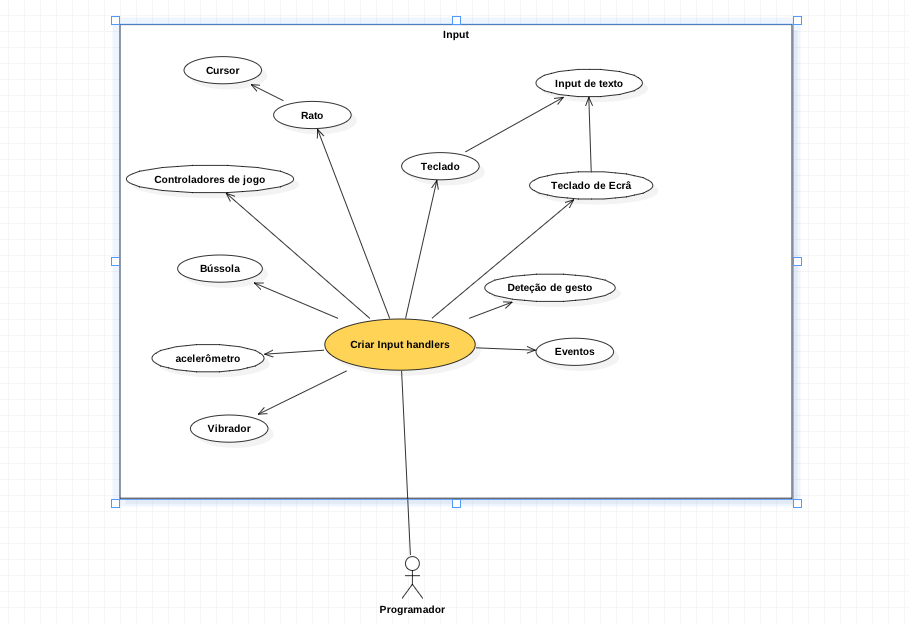 Input
Cursor
Input de texto
Rato
Teclado
Controladores de jogo
Teclado de Ecrã
Bússola
Deteção de gesto
Criar Input handlers
Eventos
acelerômetro
Vibrador
Programador